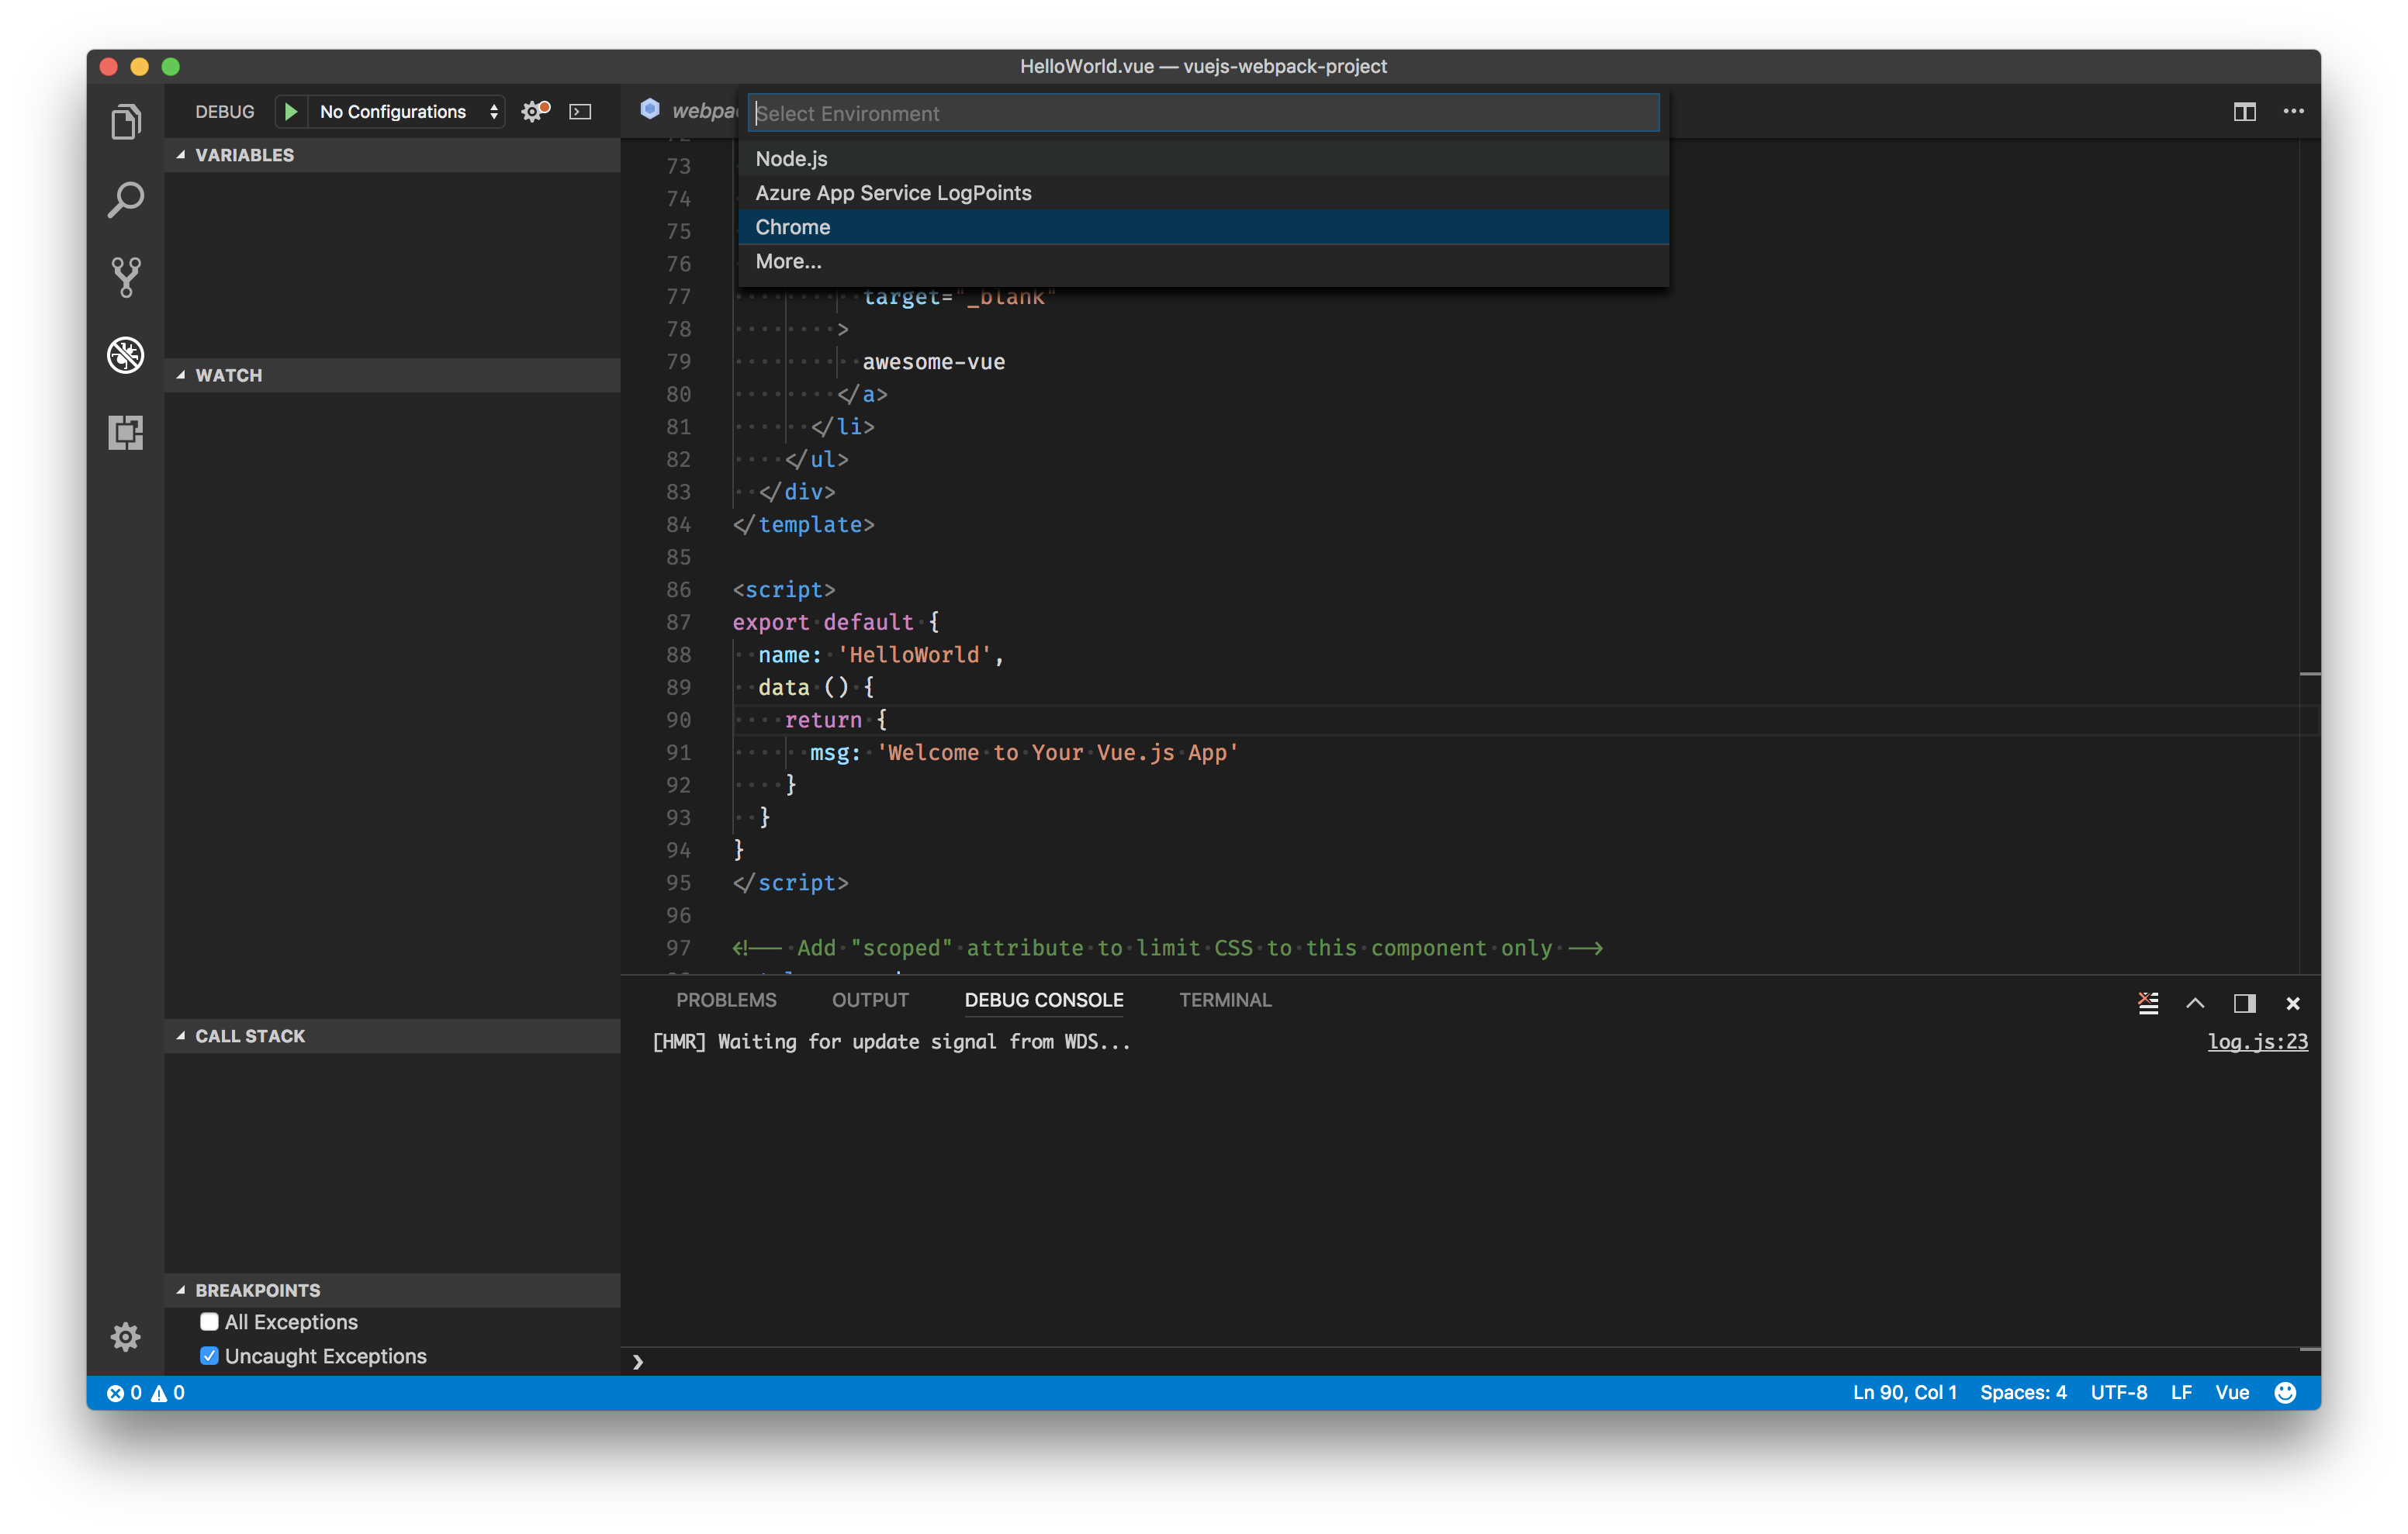 HelloWorld.vue — vuejs-webpack-project
DEBUG
No Configurations
VARIABLES
WATCH
CALL STACK
BREAKPOINTS
All Exceptions
Uncaught Exceptions
Select Environment
Node.js
Azure App Service LogPoints
Chrome
More...
73
74
75
76
77 target="_blank"
78 >
79 awesome-vue
80 </a>
81 </li>
82 </ul>
83 </div>
84 </template>
85
86 <script>
87 export default {
88 name: 'HelloWorld',
89 data () {
90 return {
91 msg: 'Welcome to Your Vue.js App'
92 }
93 }
94 }
95 </script>
96
97 <!-- Add "scoped" attribute to limit CSS to this component only -->
PROBLEMS OUTPUT DEBUG CONSOLE TERMINAL
[HMR] Waiting for update signal from WDS... log.js:23
0 0
Ln 90, Col 1 Spaces: 4 UTF-8 LF Vue